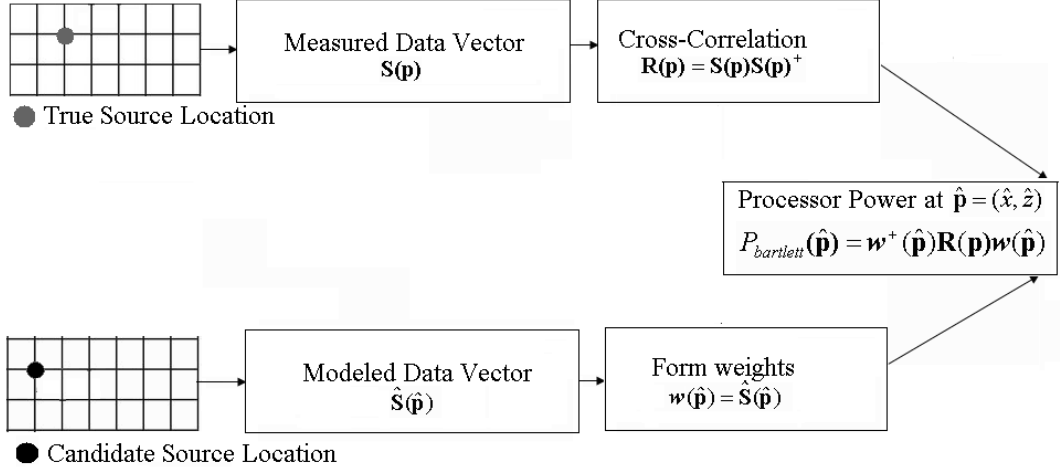 Measured Data Vector
S(p)
Cross-Correlation
R(p) = S(p)S(p)⁺
True Source Location
Processor Power at p̂ = (x̂, ẑ)
P_bartlett(p̂) = w⁺(p̂)R(p)w(p̂)
Modeled Data Vector
Ŝ(p̂)
Form weights
w(p̂) = Ŝ(p̂)
Candidate Source Location